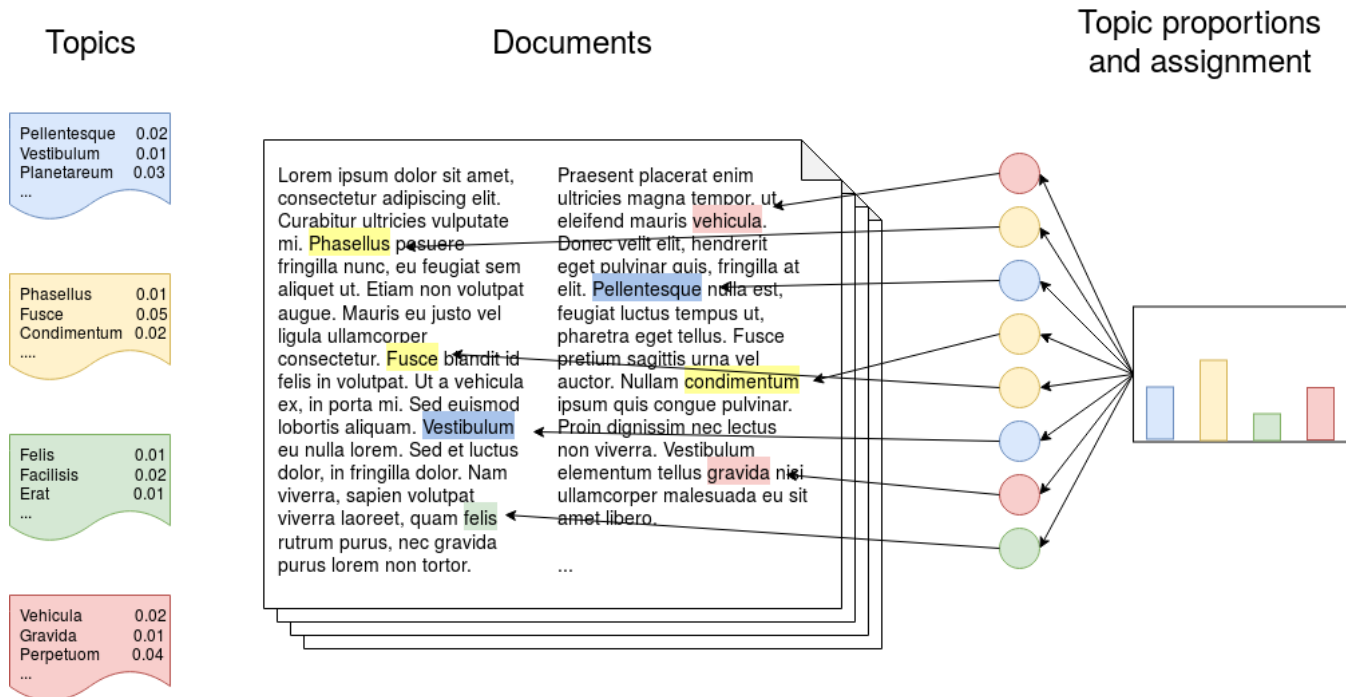 Topics
Documents
Topic proportions
and assignment
Pellentesque 0.02
Vestibulum 0.01
Planetareum 0.03
...
Phasellus 0.01
Fusce 0.05
Condimentum 0.02
....
Felis 0.01
Facilisis 0.02
Erat 0.01
...
Vehicula 0.02
Gravida 0.01
Perpetuom 0.04
...
Lorem ipsum dolor sit amet,
consectetur adipiscing elit.
Curabitur ultricies vulputate
mi. Phasellus posuere
fringilla nunc, eu feugiat sem
aliquet ut. Etiam non volutpat
augue. Mauris eu justo vel
ligula ullamcorper
consectetur. Fusce blandit id
felis in volutpat. Ut a vehicula
ex, in porta mi. Sed euismod
lobortis aliquam. Vestibulum
eu nulla lorem. Sed et luctus
dolor, in fringilla dolor. Nam
viverra, sapien volutpat
viverra laoreet, quam felis
rutrum purus, nec gravida
purus lorem non tortor.
Praesent placerat enim
ultricies magna tempor, ut
eleifend mauris vehicula.
Donec velit elit, hendrerit
eget pulvinar quis, fringilla at
elit. Pellentesque nulla est,
feugiat luctus tempus ut,
pharetra eget tellus. Fusce
pretium sagittis urna vel
auctor. Nullam condimentum
ipsum quis congue pulvinar.
Proin dignissim nec lectus
non viverra. Vestibulum
elementum tellus gravida nisi
ullamcorper malesuada eu sit
amet libero.
...